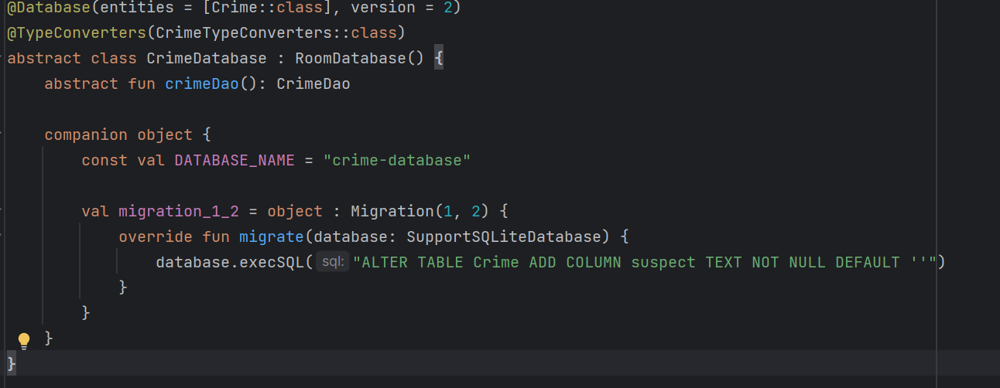 @Database(entities = [Crime::class], version = 2)
@TypeConverters(CrimeTypeConverters::class)
abstract class CrimeDatabase : RoomDatabase() {
    abstract fun crimeDao(): CrimeDao
    companion object {
        const val DATABASE_NAME = "crime-database"
        val migration_1_2 = object : Migration(1, 2) {
            override fun migrate(database: SupportSQLiteDatabase) {
                database.execSQL( sql: "ALTER TABLE Crime ADD COLUMN suspect TEXT NOT NULL DEFAULT ''")
            }
        }
    }
}